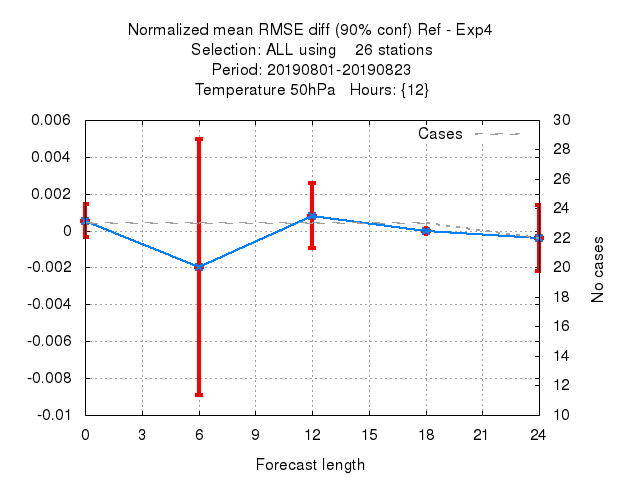 Normalized mean RMSE diff (90% conf) Ref - Exp4
Selection: ALL using    26 stations
Period: 20190801-20190823
Temperature 50hPa   Hours: {12}
Cases
0.006
0.004
0.002
0
-0.002
-0.004
-0.006
-0.008
-0.01
30
28
26
24
23
22
20
18
16
14
12
10
No cases
0 3 6 9 12 15 18 21 24
Forecast length